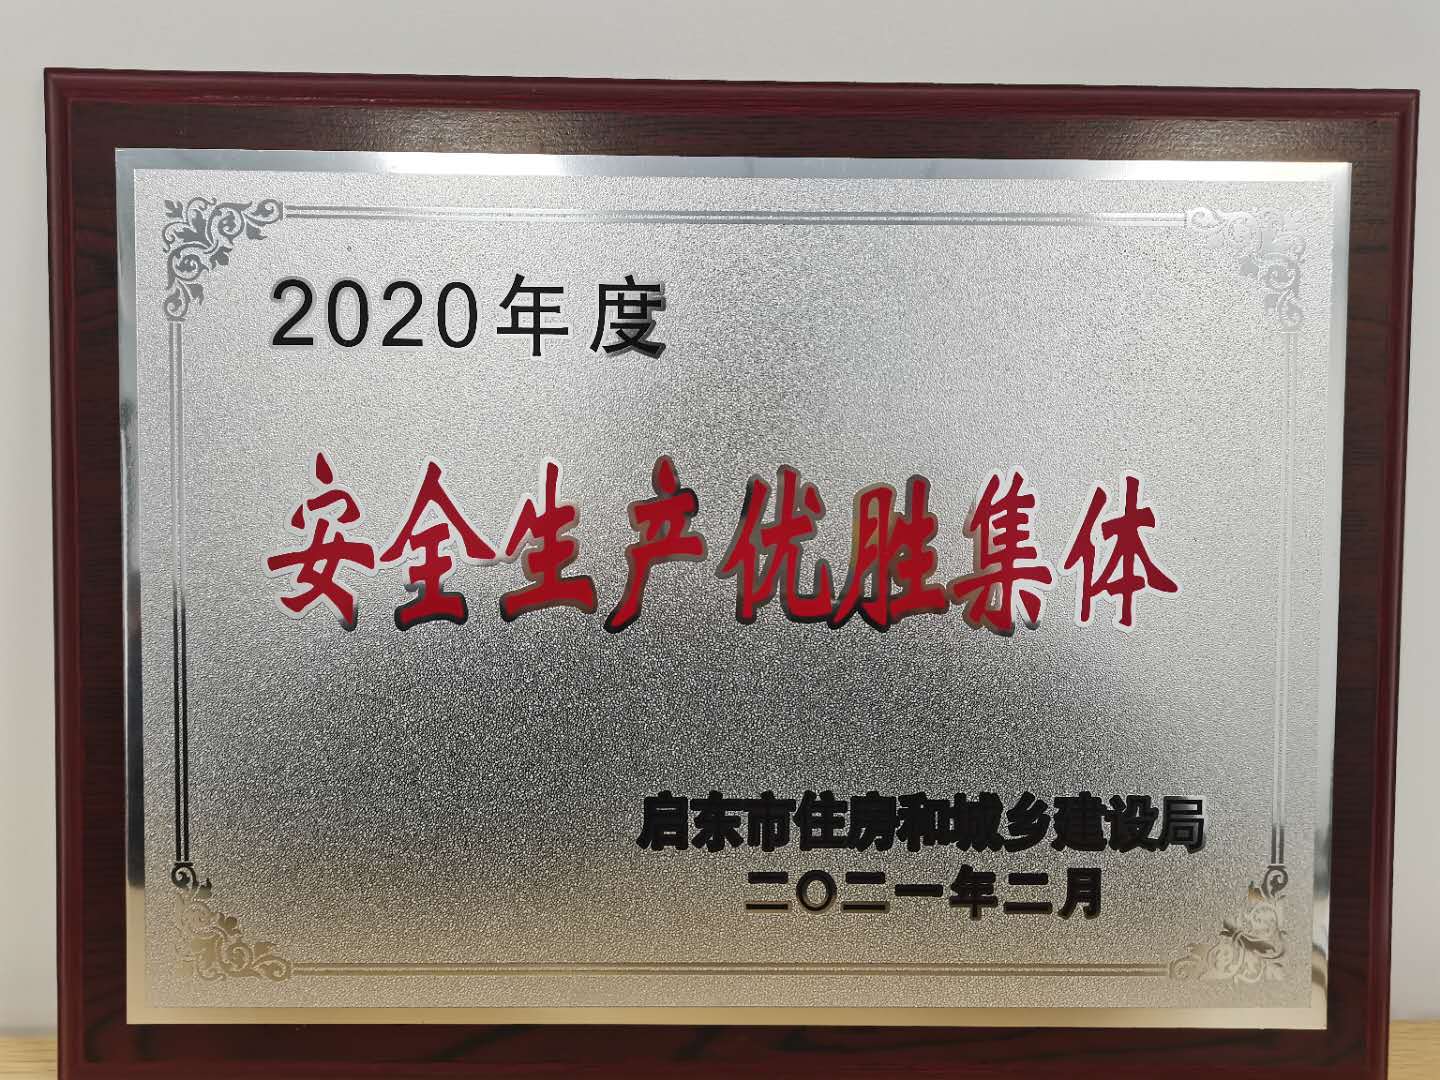 2020年度
安全生产优胜集体
启东市住房和城乡建设局
二〇二一年二月